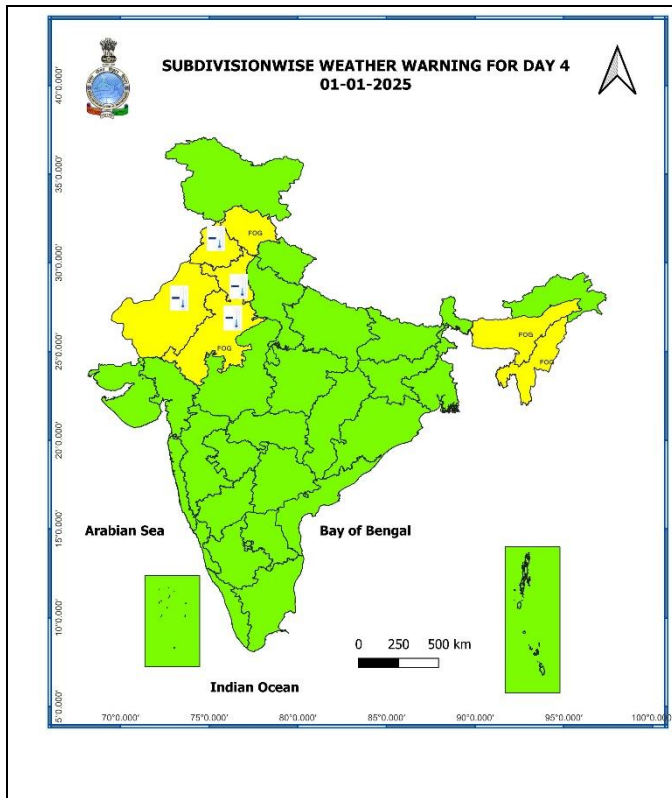 SUBDIVISIONWISE WEATHER WARNING FOR DAY 4
01-01-2025
40°0.000'
35°0.000'
30°0.000'
25°0.000'
20°0.000'
15°0.000'
10°0.000'
5°0.000'
FOG
FOG
FOG
FOG
Arabian Sea
Bay of Bengal
0 250 500 km
Indian Ocean
70°0.000' 75°0.000' 80°0.000' 85°0.000' 90°0.000' 95°0.000' 100°0.000'